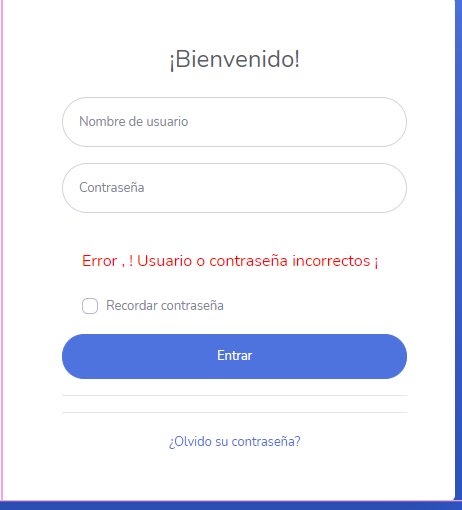 ¡Bienvenido!
Nombre de usuario
Contraseña
Error , ! Usuario o contraseña incorrectos ¡
Recordar contraseña
Entrar
¿Olvido su contraseña?